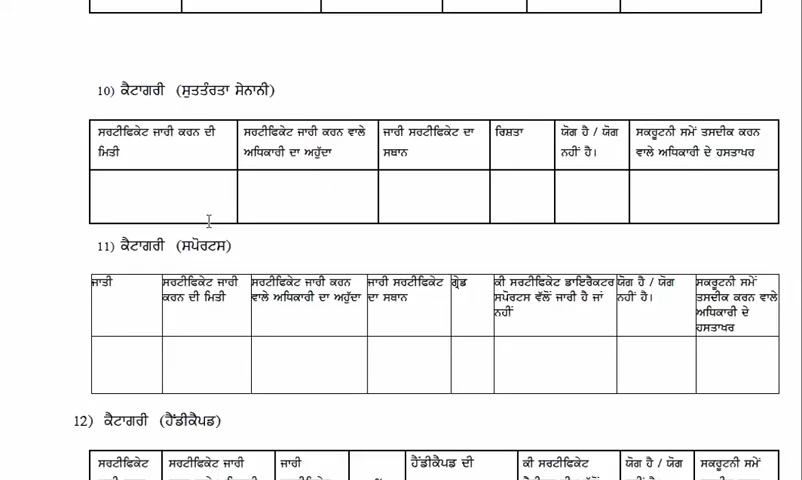 10) ਕੈਟਾਗਰੀ (ਸੁਤਤੰਰਤਾ ਸੇਨਾਨੀ)
ਸਰਟੀਫਿਕੇਟ ਜਾਰੀ ਕਰਨ ਦੀ ਮਿਤੀ
ਸਰਟੀਫਿਕੇਟ ਜਾਰੀ ਕਰਨ ਵਾਲੇ ਅਧਿਕਾਰੀ ਦਾ ਅਹੁੱਦਾ
ਜਾਰੀ ਸਰਟੀਫਿਕੇਟ ਦਾ ਸਥਾਨ
ਰਿਸ਼ਤਾ
ਯੋਗ ਹੈ / ਯੋਗ ਨਹੀਂ ਹੈ।
ਸਕਰੂਟਨੀ ਸਮੇਂ ਤਸਦੀਕ ਕਰਨ ਵਾਲੇ ਅਧਿਕਾਰੀ ਦੇ ਹਸਤਾਖਰ
11) ਕੈਟਾਗਰੀ (ਸਪੋਰਟਸ)
ਜਾਤੀ
ਸਰਟੀਫਿਕੇਟ ਜਾਰੀ ਕਰਨ ਦੀ ਮਿਤੀ
ਸਰਟੀਫਿਕੇਟ ਜਾਰੀ ਕਰਨ ਵਾਲੇ ਅਧਿਕਾਰੀ ਦਾ ਅਹੁੱਦਾ
ਜਾਰੀ ਸਰਟੀਫਿਕੇਟ ਦਾ ਸਥਾਨ
ਗ੍ਰੇਡ
ਕੀ ਸਰਟੀਫਿਕੇਟ ਡਾਇਰੈਕਟਰ ਸਪੋਰਟਸ ਵੱਲੋਂ ਜਾਰੀ ਹੈ ਜਾਂ ਨਹੀਂ
ਯੋਗ ਹੈ / ਯੋਗ ਨਹੀਂ ਹੈ।
ਸਕਰੂਟਨੀ ਸਮੇਂ ਤਸਦੀਕ ਕਰਨ ਵਾਲੇ ਅਧਿਕਾਰੀ ਦੇ ਹਸਤਾਖਰ
12) ਕੈਟਾਗਰੀ (ਹੈਂਡੀਕੈਪਡ)
ਸਰਟੀਫਿਕੇਟ
ਸਰਟੀਫਿਕੇਟ ਜਾਰੀ
ਜਾਰੀ
ਹੈਂਡੀਕੈਪਡ ਦੀ
ਕੀ ਸਰਟੀਫਿਕੇਟ
ਯੋਗ ਹੈ / ਯੋਗ
ਸਕਰੂਟਨੀ ਸਮੇਂ